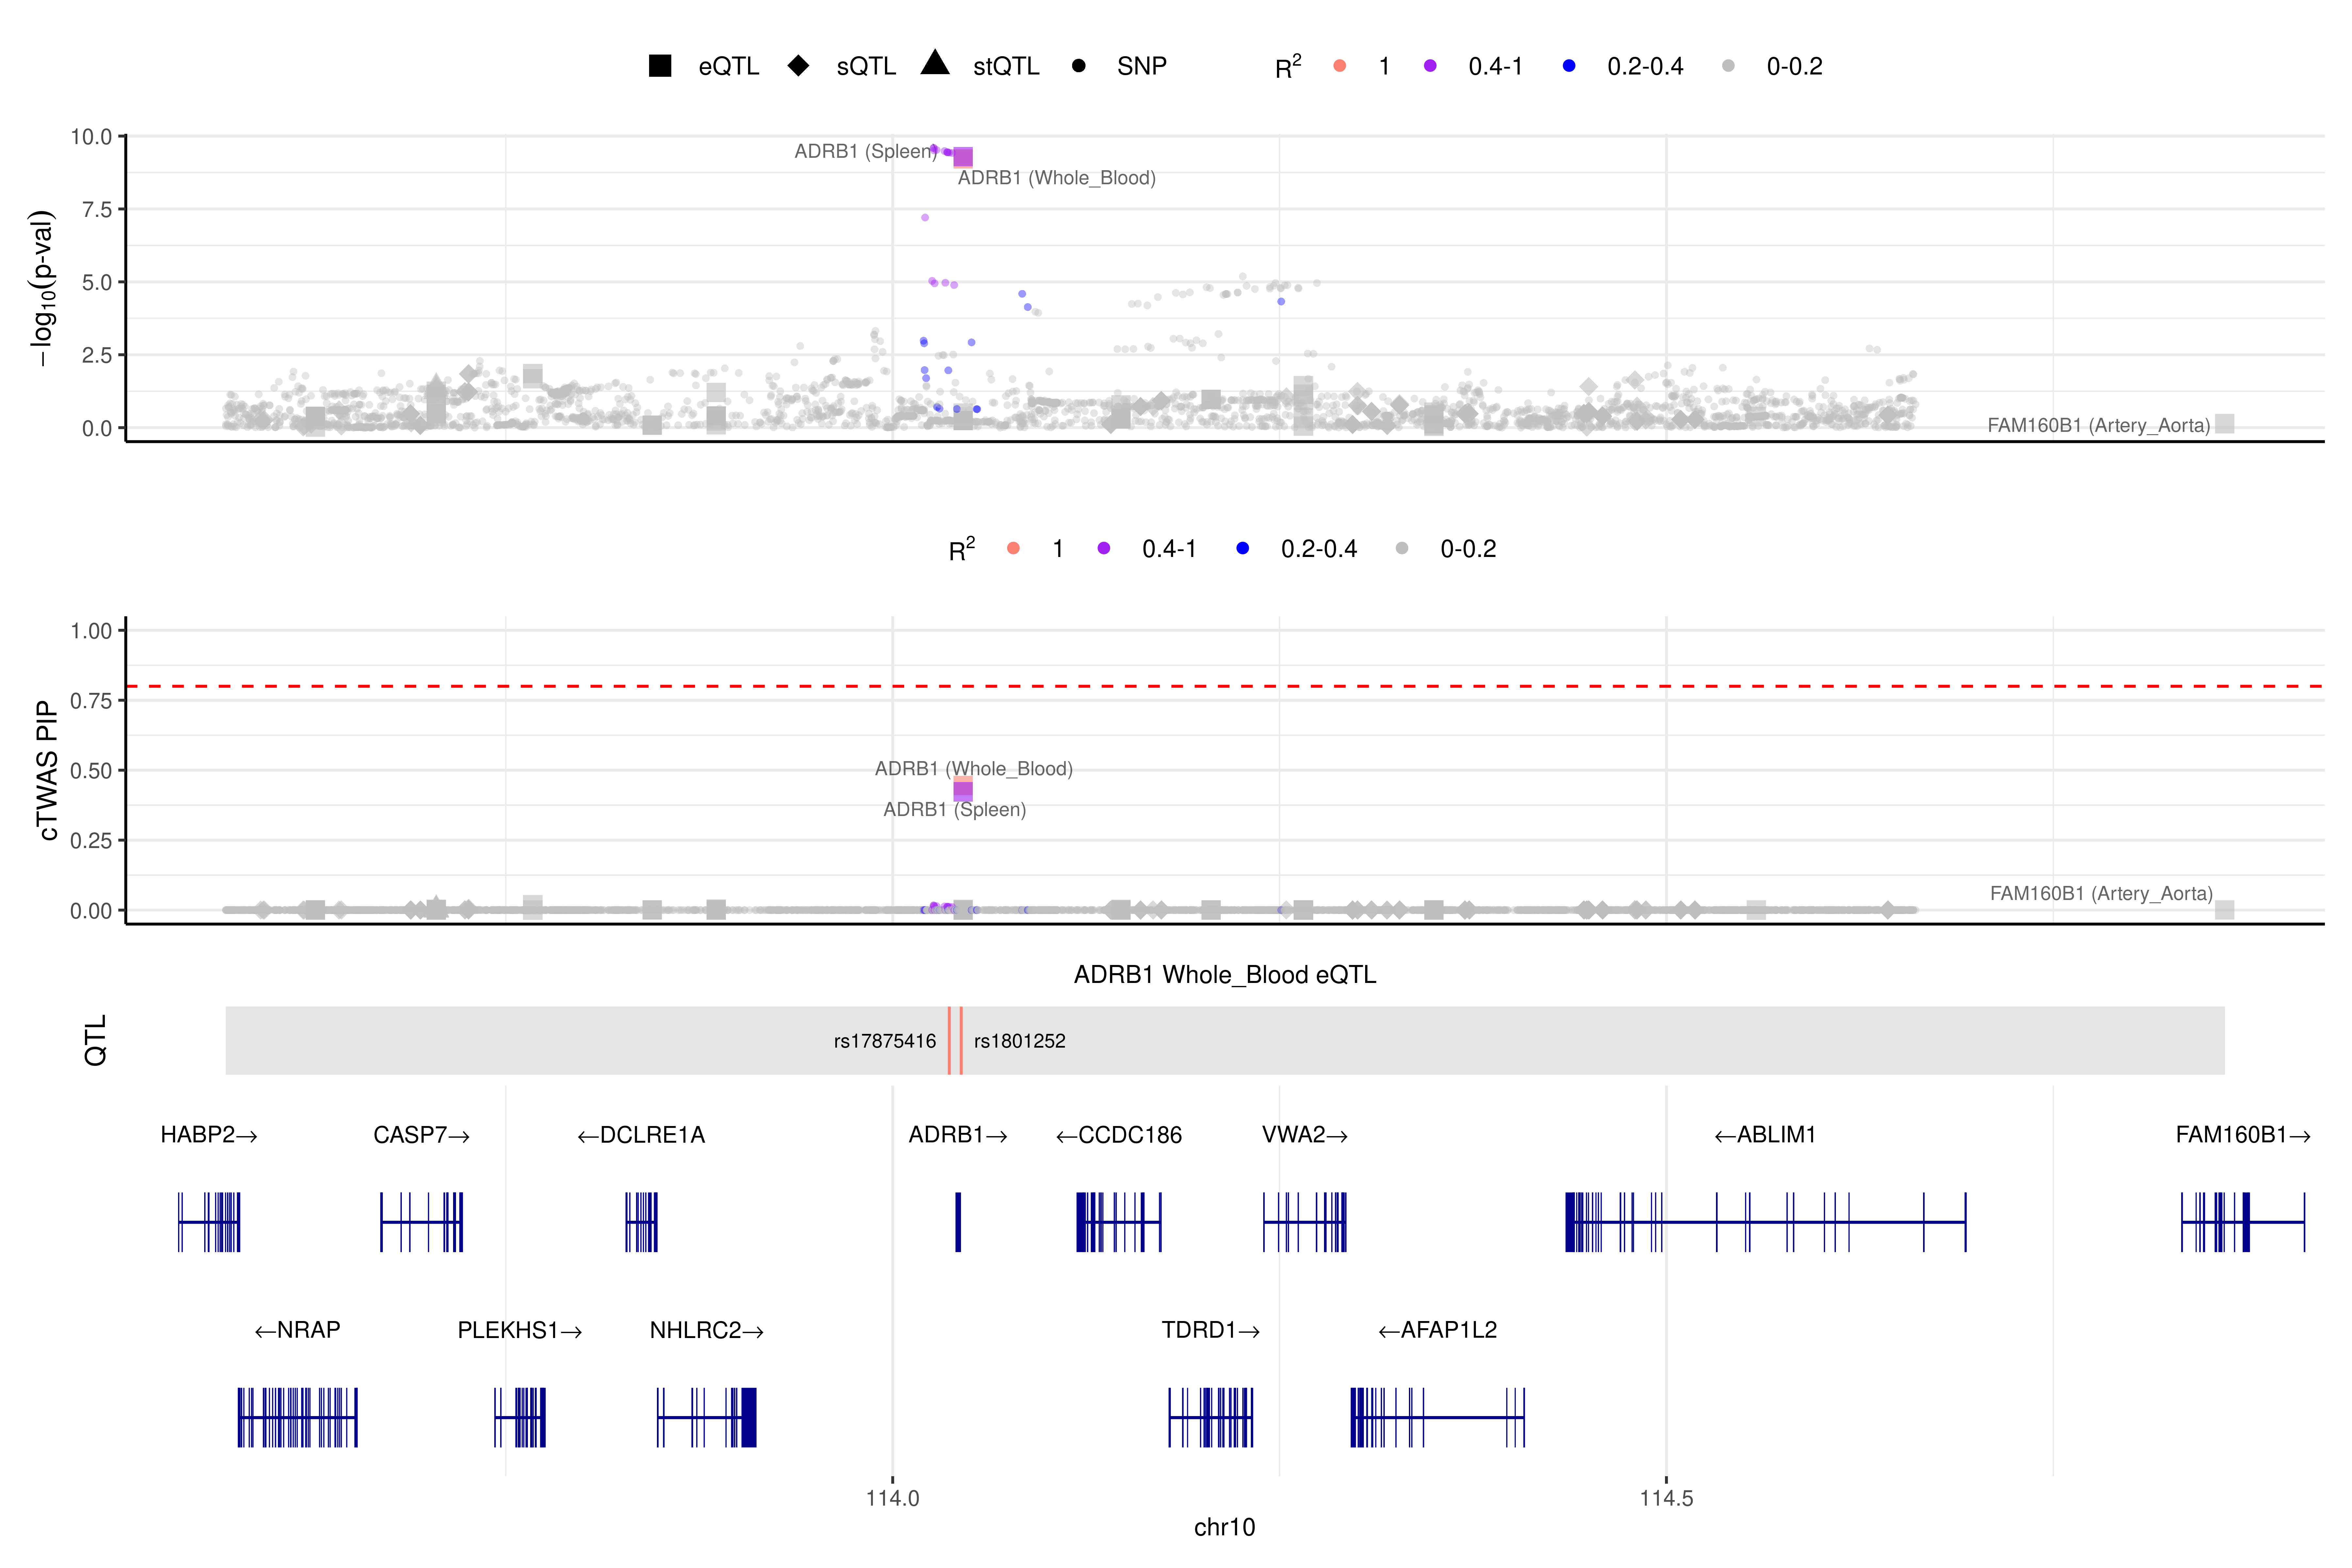 eQTL sQTL stQTL SNP R2 1 0.4-1 0.2-0.4 0-0.2
−log10(p-val)
10.0
7.5
5.0
2.5
0.0
ADRB1 (Spleen)
ADRB1 (Whole_Blood)
FAM160B1 (Artery_Aorta)
R2 1 0.4-1 0.2-0.4 0-0.2
cTWAS PIP
1.00
0.75
0.50
0.25
0.00
ADRB1 (Whole_Blood)
ADRB1 (Spleen)
FAM160B1 (Artery_Aorta)
ADRB1 Whole_Blood eQTL
QTL
rs17875416 rs1801252
HABP2→ CASP7→ ←DCLRE1A ADRB1→ ←CCDC186 VWA2→ ←ABLIM1 FAM160B1→
←NRAP PLEKHS1→ NHLRC2→ TDRD1→ ←AFAP1L2
114.0 114.5
chr10